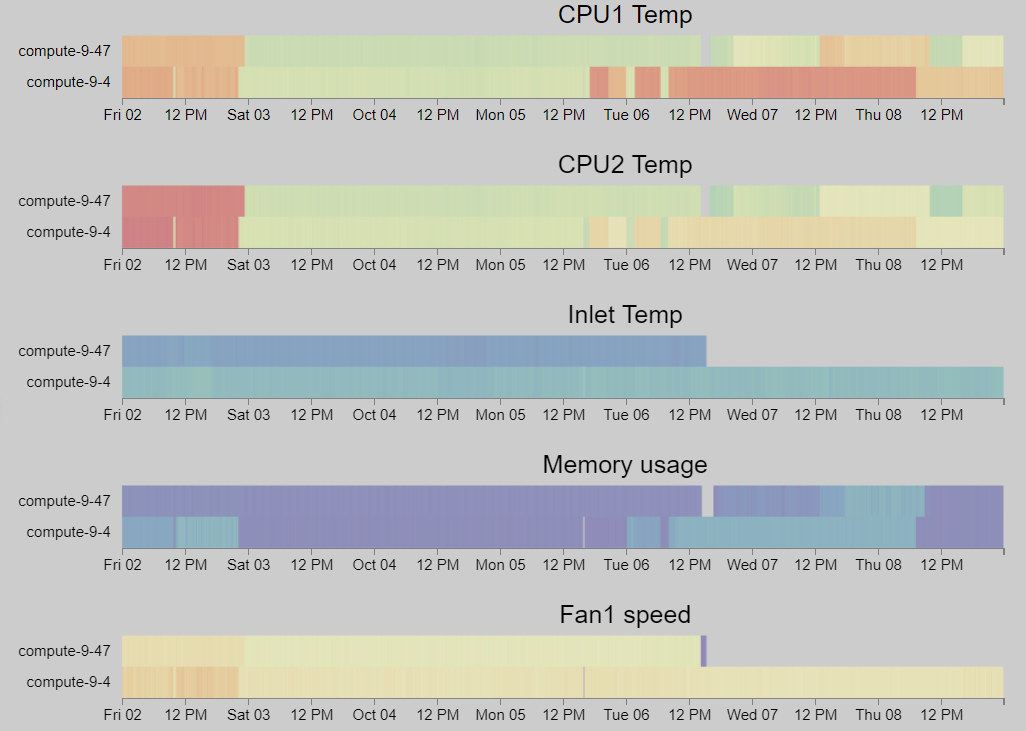 CPU1 Temp
compute-9-47
compute-9-4
Fri 02 12 PM Sat 03 12 PM Oct 04 12 PM Mon 05 12 PM Tue 06 12 PM Wed 07 12 PM Thu 08 12 PM
CPU2 Temp
compute-9-47
compute-9-4
Fri 02 12 PM Sat 03 12 PM Oct 04 12 PM Mon 05 12 PM Tue 06 12 PM Wed 07 12 PM Thu 08 12 PM
Inlet Temp
compute-9-47
compute-9-4
Fri 02 12 PM Sat 03 12 PM Oct 04 12 PM Mon 05 12 PM Tue 06 12 PM Wed 07 12 PM Thu 08 12 PM
Memory usage
compute-9-47
compute-9-4
Fri 02 12 PM Sat 03 12 PM Oct 04 12 PM Mon 05 12 PM Tue 06 12 PM Wed 07 12 PM Thu 08 12 PM
Fan1 speed
compute-9-47
compute-9-4
Fri 02 12 PM Sat 03 12 PM Oct 04 12 PM Mon 05 12 PM Tue 06 12 PM Wed 07 12 PM Thu 08 12 PM